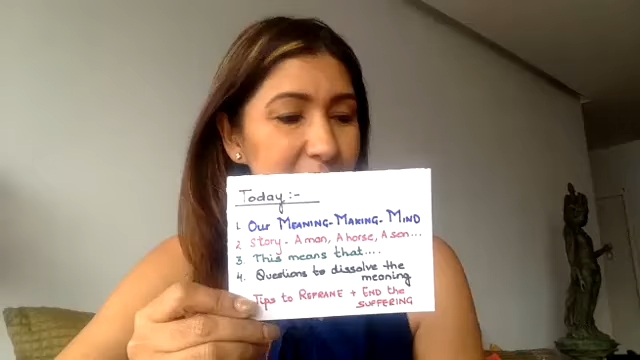 Today :-
1. Our MEANING-MAKING-MIND
2 Story - A man, A horse, A son...
3. This means that....
4. Questions to dissolve the
meaning
Tips to REFRAME + END the
SUFFERING